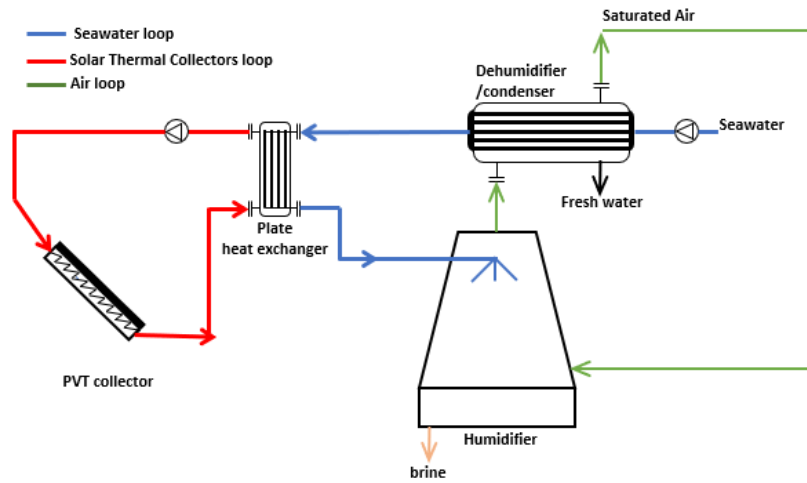 Seawater loop
Solar Thermal Collectors loop
Air loop
Saturated Air
Dehumidifier
/condenser
Seawater
Fresh water
Plate
heat exchanger
PVT collector
Humidifier
brine